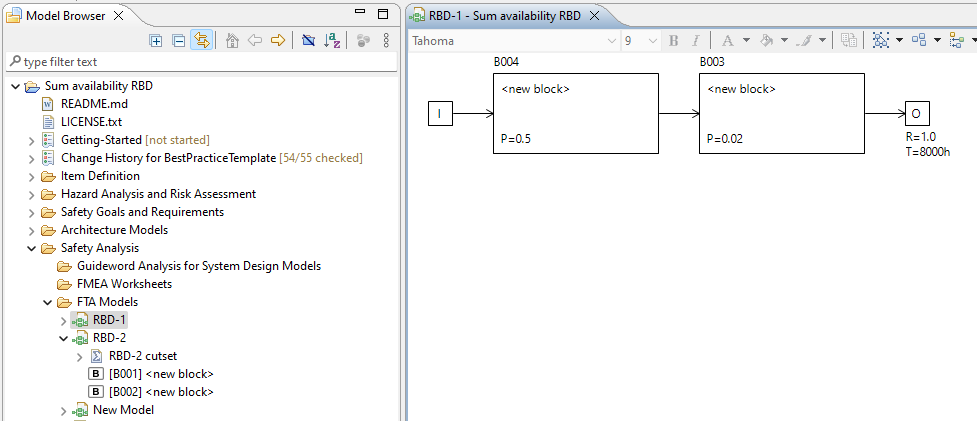 Model Browser
type filter text
Sum availability RBD
README.md
LICENSE.txt
Getting-Started [not started]
Change History for BestPracticeTemplate [54/55 checked]
Item Definition
Hazard Analysis and Risk Assessment
Safety Goals and Requirements
Architecture Models
Safety Analysis
Guideword Analysis for System Design Models
FMEA Worksheets
FTA Models
RBD-1
RBD-2
RBD-2 cutset
B [B001] <new block>
B [B002] <new block>
New Model
RBD-1 - Sum availability RBD
Tahoma 9 B I A
B004 B003
<new block> <new block>
I O
P=0.5 P=0.02
R=1.0
T=8000h